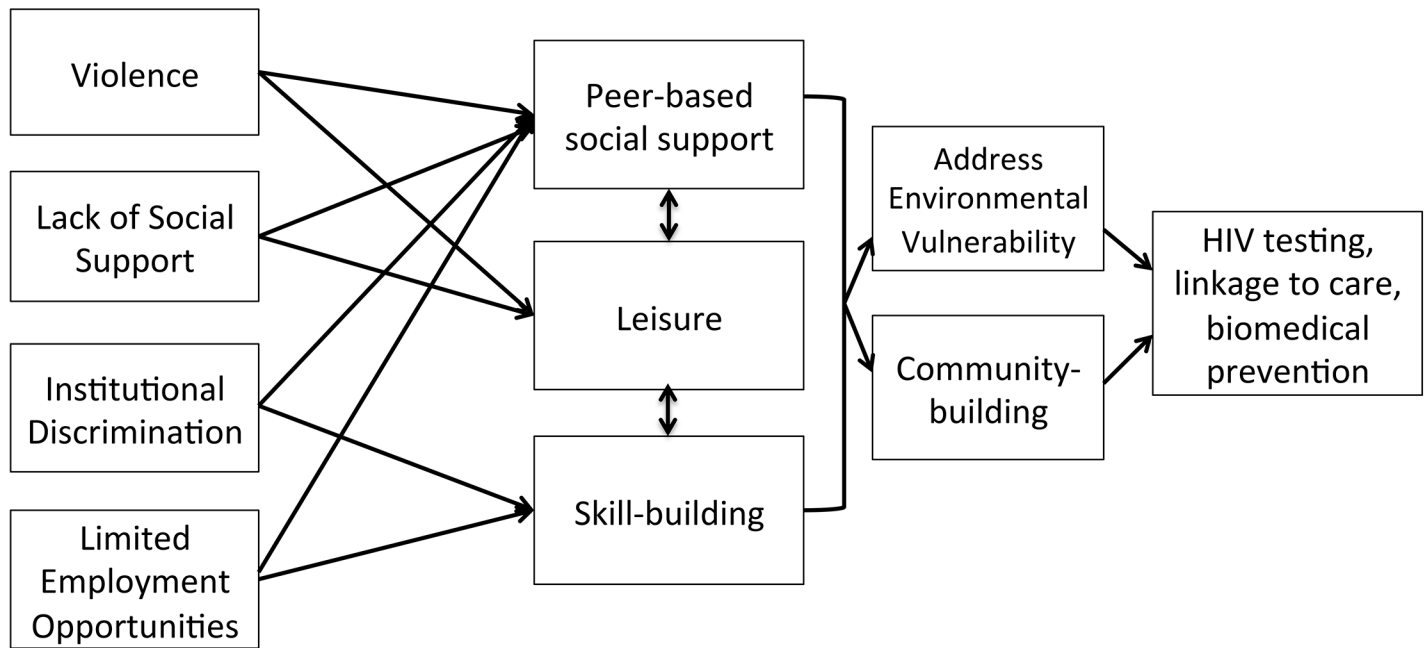 Violence
Lack of Social
Support
Institutional
Discrimination
Limited
Employment
Opportunities
Peer-based
social support
Leisure
Skill-building
Address
Environmental
Vulnerability
Community-
building
HIV testing,
linkage to care,
biomedical
prevention